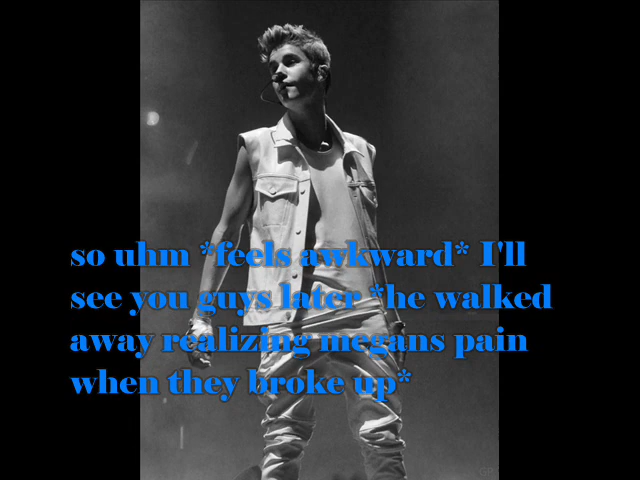 so uhm *feels awkward* I'll
see you guys later *he walked
away realizing megans pain
when they broke up*